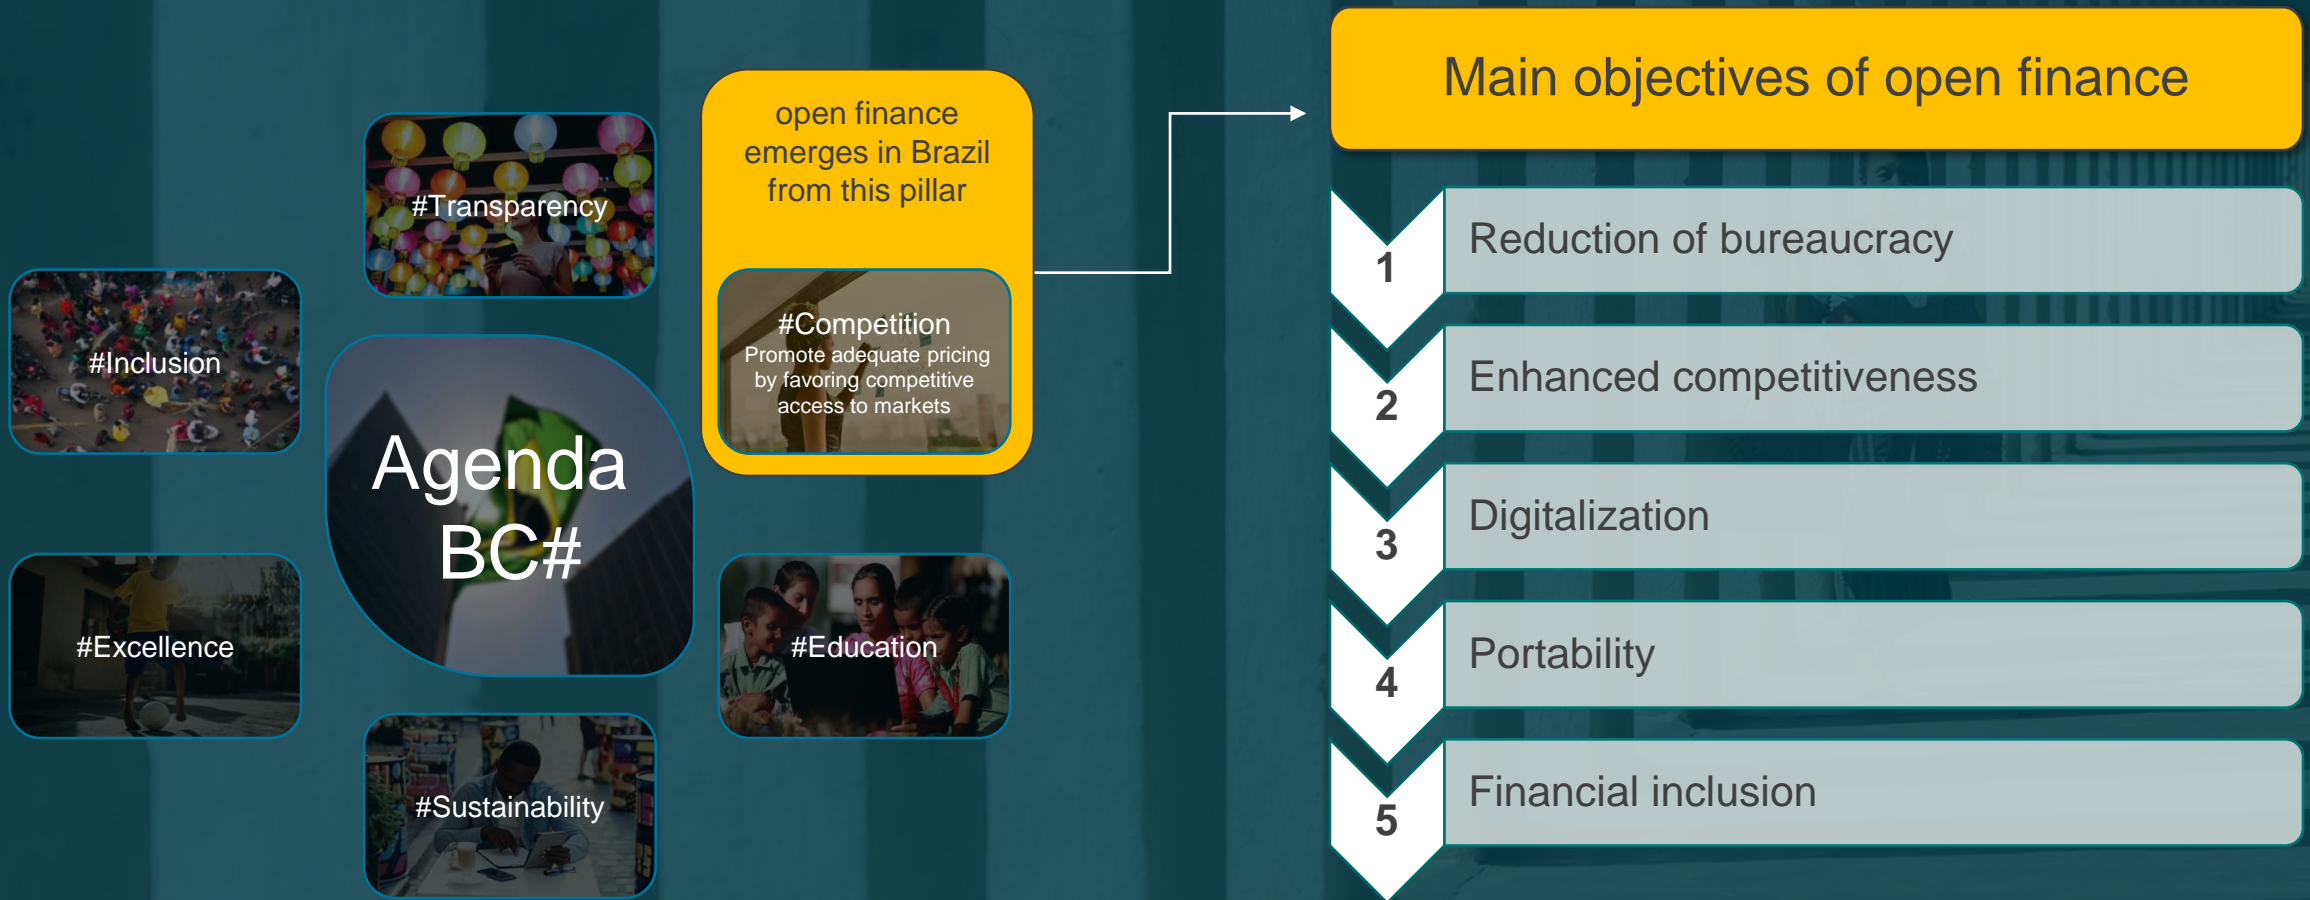 #Transparency
#Inclusion
Agenda
BC#
#Excellence
#Sustainability
open finance
emerges in Brazil
from this pillar
#Competition
Promote adequate pricing
by favoring competitive
access to markets
#Education
Main objectives of open finance
1
Reduction of bureaucracy
2
Enhanced competitiveness
3
Digitalization
4
Portability
5
Financial inclusion